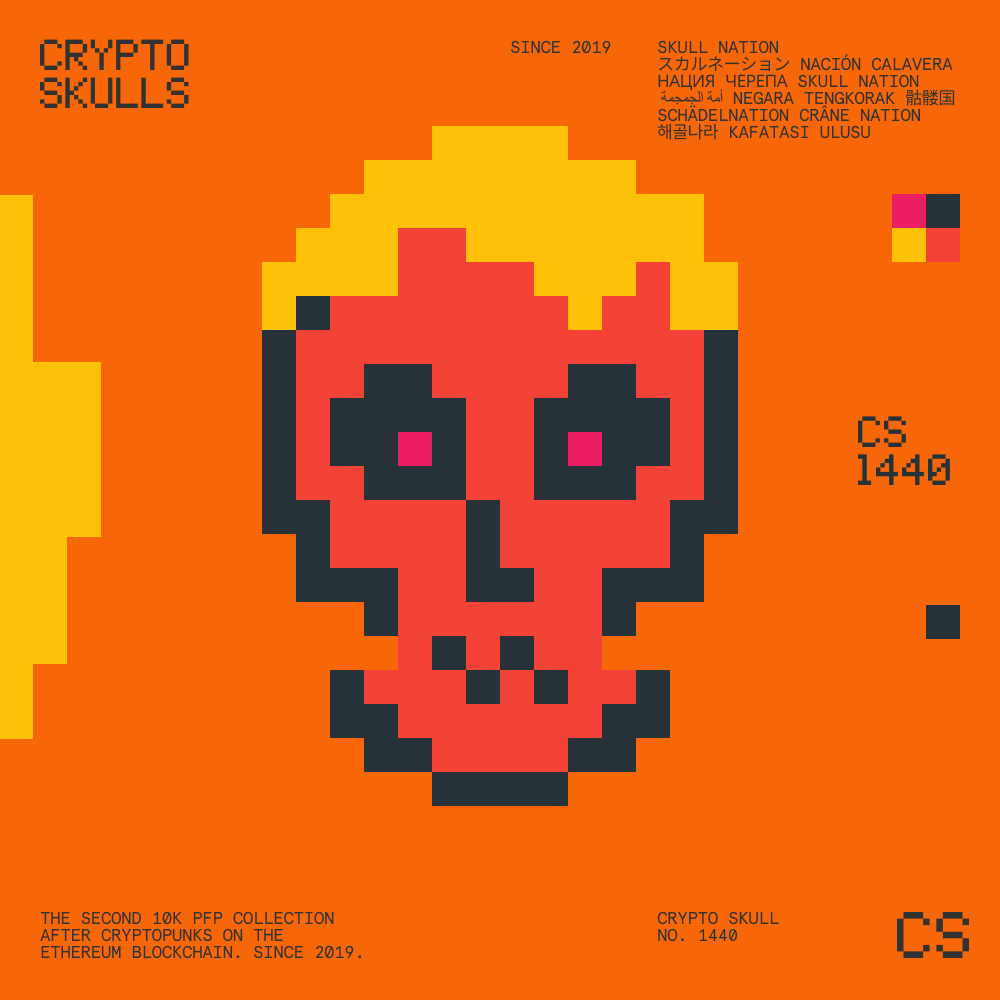 CRYPTO
SKULLS
SINCE 2019
SKULL NATION
スカルネーション NACIÓN CALAVERA
НАЦИЯ ЧЕРЕПА SKULL NATION
أمة الجمجمة NEGARA TENGKORAK 骷髅国
SCHÄDELNATION CRÂNE NATION
해골나라 KAFATASI ULUSU
CS
1440
THE SECOND 10K PFP COLLECTION
AFTER CRYPTOPUNKS ON THE
ETHEREUM BLOCKCHAIN. SINCE 2019.
CRYPTO SKULL
NO. 1440
CS